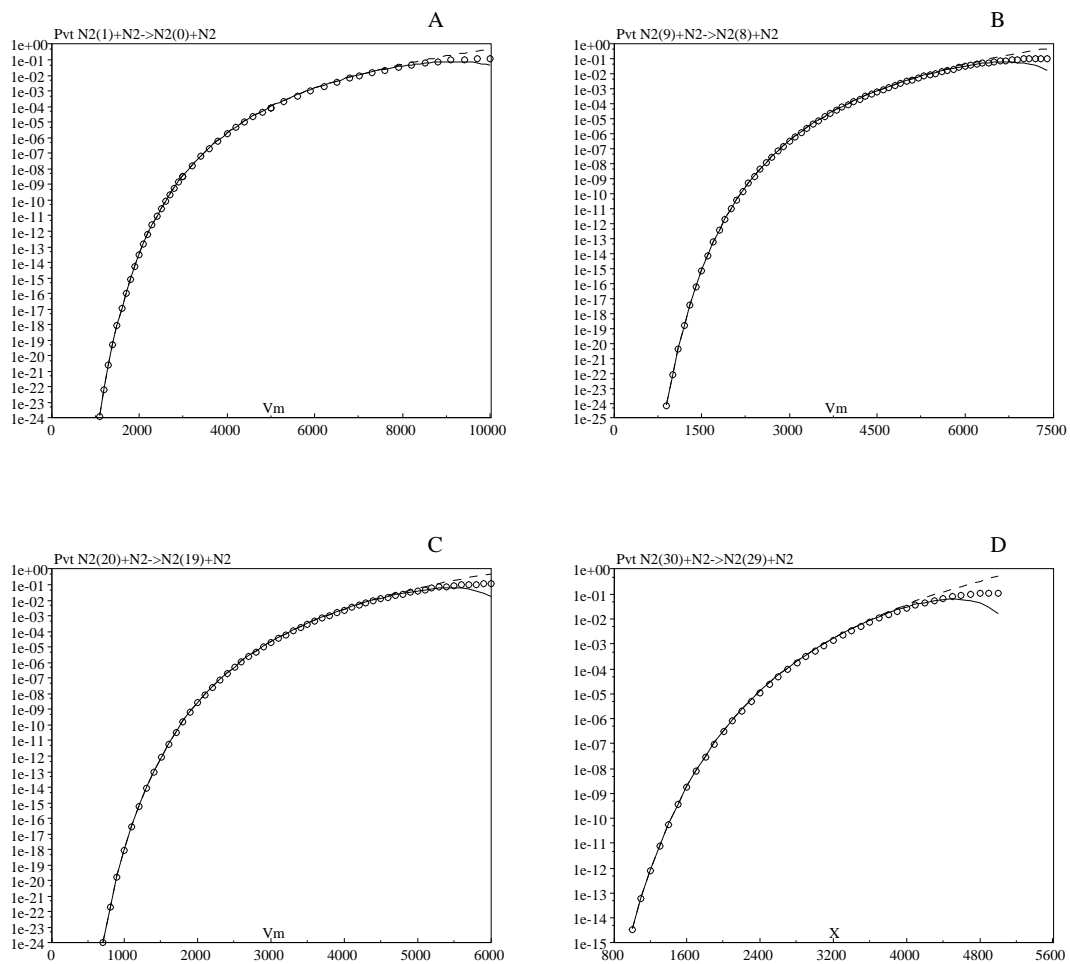 A
Pvt N2(1)+N2->N2(0)+N2
1e+00
1e-01
1e-02
1e-03
1e-04
1e-05
1e-06
1e-07
1e-08
1e-09
1e-10
1e-11
1e-12
1e-13
1e-14
1e-15
1e-16
1e-17
1e-18
1e-19
1e-20
1e-21
1e-22
1e-23
1e-24
Vm
0 2000 4000 6000 8000 10000
B
Pvt N2(9)+N2->N2(8)+N2
1e+00
1e-01
1e-02
1e-03
1e-04
1e-05
1e-06
1e-07
1e-08
1e-09
1e-10
1e-11
1e-12
1e-13
1e-14
1e-15
1e-16
1e-17
1e-18
1e-19
1e-20
1e-21
1e-22
1e-23
1e-24
1e-25
Vm
0 1500 3000 4500 6000 7500
C
Pvt N2(20)+N2->N2(19)+N2
1e+00
1e-01
1e-02
1e-03
1e-04
1e-05
1e-06
1e-07
1e-08
1e-09
1e-10
1e-11
1e-12
1e-13
1e-14
1e-15
1e-16
1e-17
1e-18
1e-19
1e-20
1e-21
1e-22
1e-23
1e-24
Vm
0 1000 2000 3000 4000 5000 6000
D
Pvt N2(30)+N2->N2(29)+N2
1e+00
1e-01
1e-02
1e-03
1e-04
1e-05
1e-06
1e-07
1e-08
1e-09
1e-10
1e-11
1e-12
1e-13
1e-14
1e-15
X
800 1600 2400 3200 4000 4800 5600